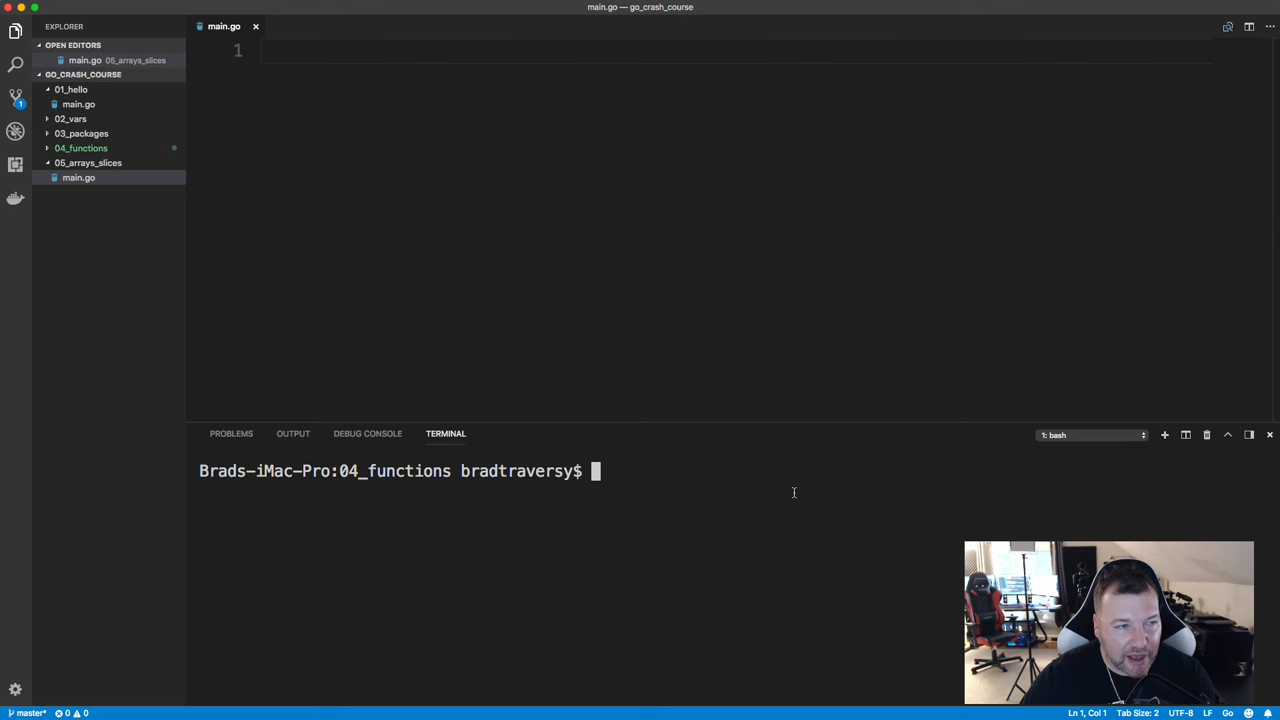 main.go — go_crash_course
EXPLORER
main.go
OPEN EDITORS
main.go 05_arrays_slices
GO_CRASH_COURSE
01_hello
main.go
02_vars
03_packages
04_functions
05_arrays_slices
main.go
1
1
PROBLEMS
OUTPUT
DEBUG CONSOLE
TERMINAL
1: bash
Brads-iMac-Pro:04_functions bradtraversy$
master*
0
0
Ln 1, Col 1
Tab Size: 2
UTF-8
LF
Go